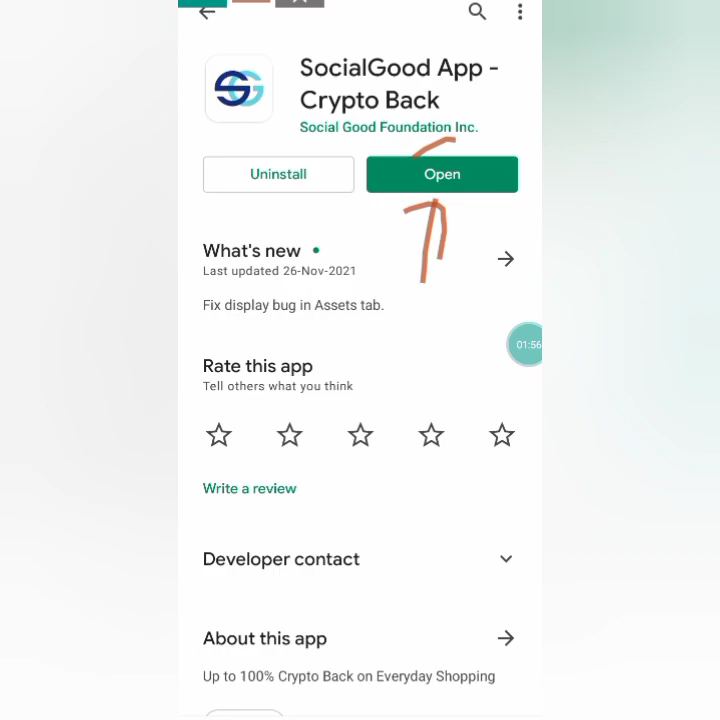 SocialGood App -
Crypto Back
Social Good Foundation Inc.
Uninstall
Open
What's new
Last updated 26-Nov-2021
Fix display bug in Assets tab.
01:56
Rate this app
Tell others what you think
Write a review
Developer contact
About this app
Up to 100% Crypto Back on Everyday Shopping